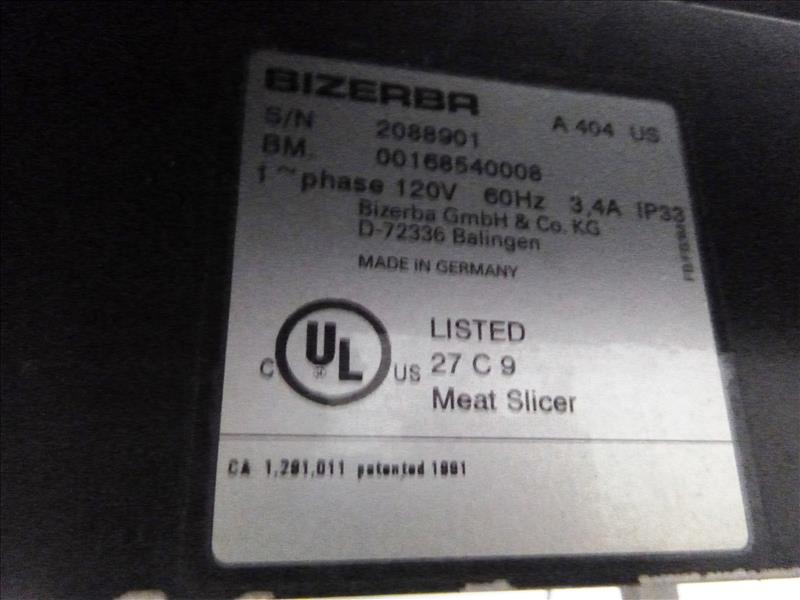 BIZERBA
A 404 US
S/N 2088901
BM. 00168540008
1 ~ phase 120V 60Hz 3,4A IP33
Bizerba GmbH & Co. KG
D-72336 Balingen
MADE IN GERMANY
C UL US
®
LISTED
27 C 9
Meat Slicer
CA 1,291,011 patented 1991